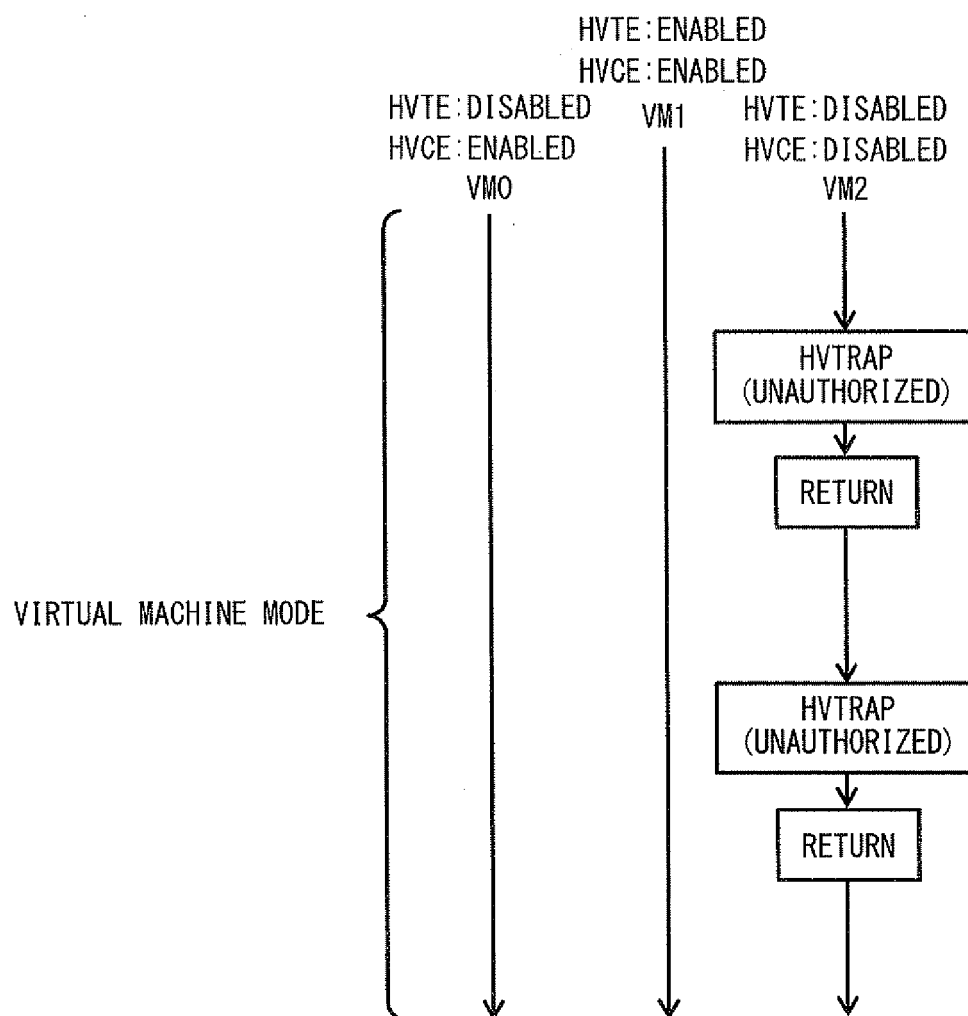 HVTE:ENABLED
HVCE:ENABLED
VM1
HVTE:DISABLED
HVCE:ENABLED
VM0
HVTE:DISABLED
HVCE:DISABLED
VM2
HVTRAP
(UNAUTHORIZED)
RETURN
VIRTUAL MACHINE MODE
HVTRAP
(UNAUTHORIZED)
RETURN